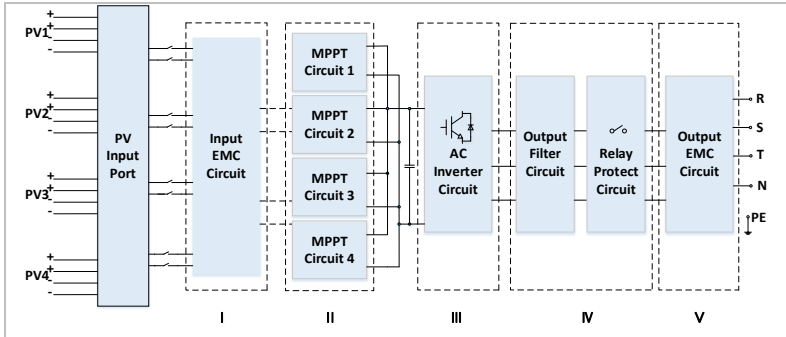 +
PV1 +
-
-
+
PV2 +
-
-
+
PV3 +
-
-
+
PV4 +
-
-
PV
Input
Port
Input
EMC
Circuit
MPPT
Circuit 1
MPPT
Circuit 2
MPPT
Circuit 3
MPPT
Circuit 4
AC
Inverter
Circuit
Output
Filter
Circuit
Relay
Protect
Circuit
Output
EMC
Circuit
R
S
T
N
PE
I
II
III
IV
V